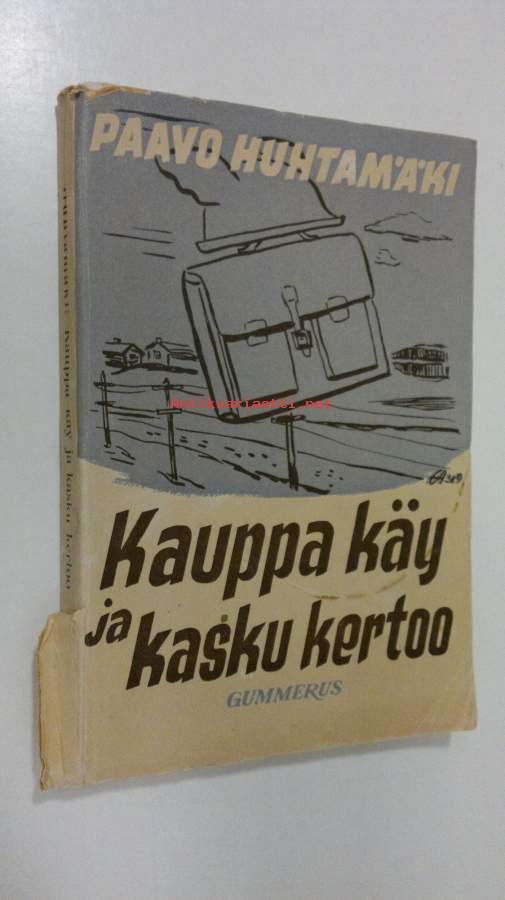 PAAVO HUHTAMÄKI
Antikvariaatti.net
Kauppa käy
ja kasku kertoo
GUMMERUS
HUHTAMÄKI: Kauppa käy ja kasku kertoo